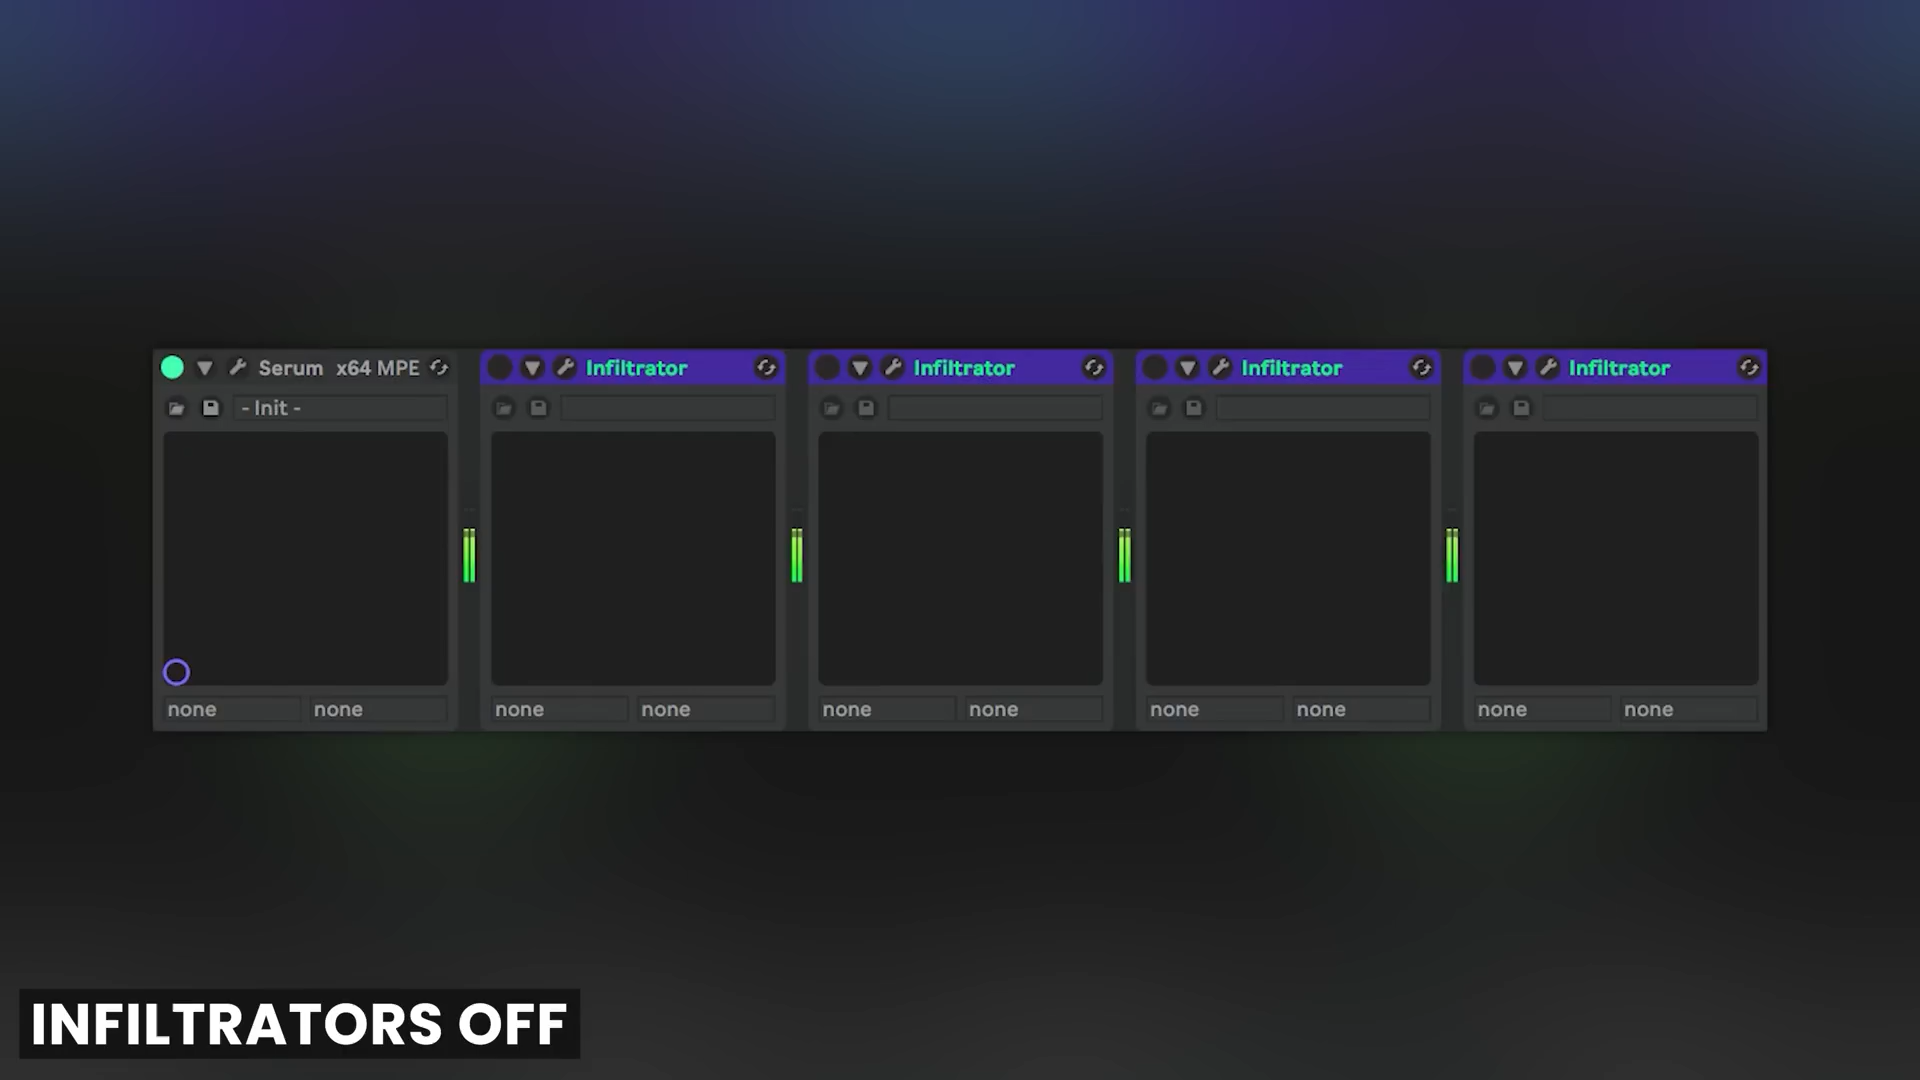 Serum x64 MPE
Infiltrator
Infiltrator
Infiltrator
Infiltrator
- Init -
none none
none none
none none
none none
none none
INFILTRATORS OFF